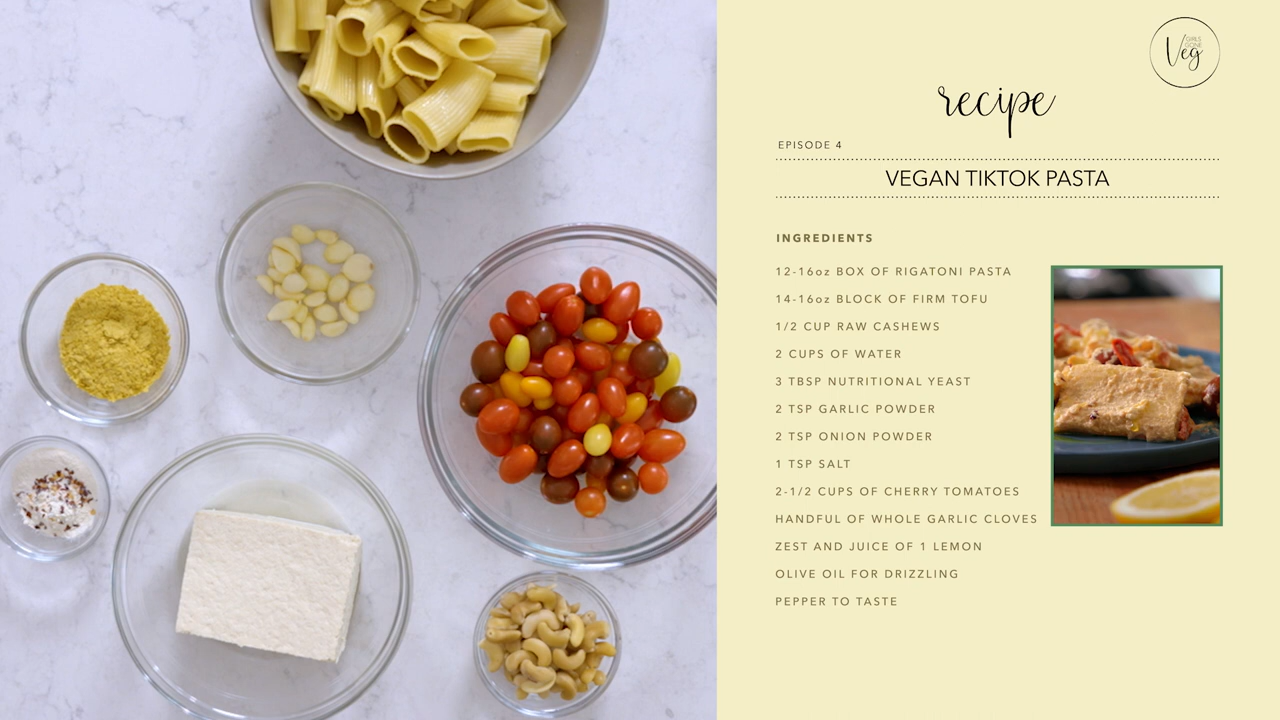 GIRLS
GONE
Veg
recipe
EPISODE 4
VEGAN TIKTOK PASTA
INGREDIENTS
12-16oz BOX OF RIGATONI PASTA
14-16oz BLOCK OF FIRM TOFU
1/2 CUP RAW CASHEWS
2 CUPS OF WATER
3 TBSP NUTRITIONAL YEAST
2 TSP GARLIC POWDER
2 TSP ONION POWDER
1 TSP SALT
2-1/2 CUPS OF CHERRY TOMATOES
HANDFUL OF WHOLE GARLIC CLOVES
ZEST AND JUICE OF 1 LEMON
OLIVE OIL FOR DRIZZLING
PEPPER TO TASTE